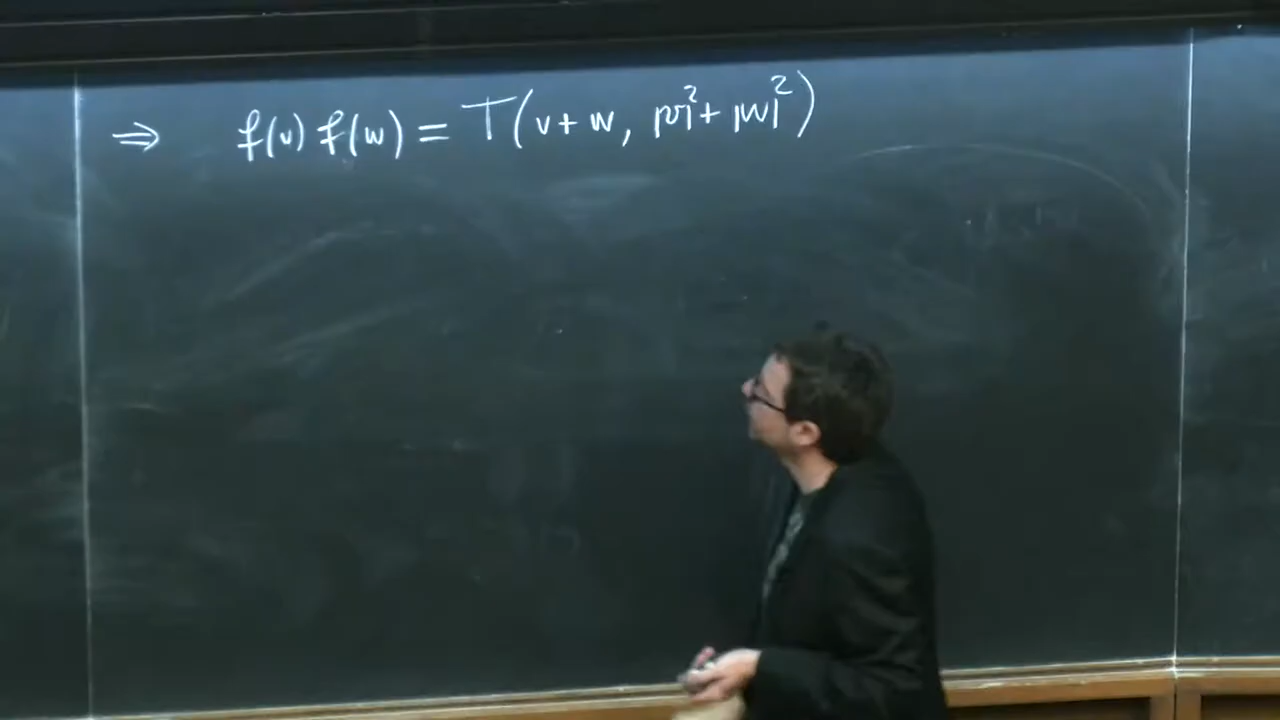 ⇒ f(v) f(w) = T(v+w, |v|²+|w|²)